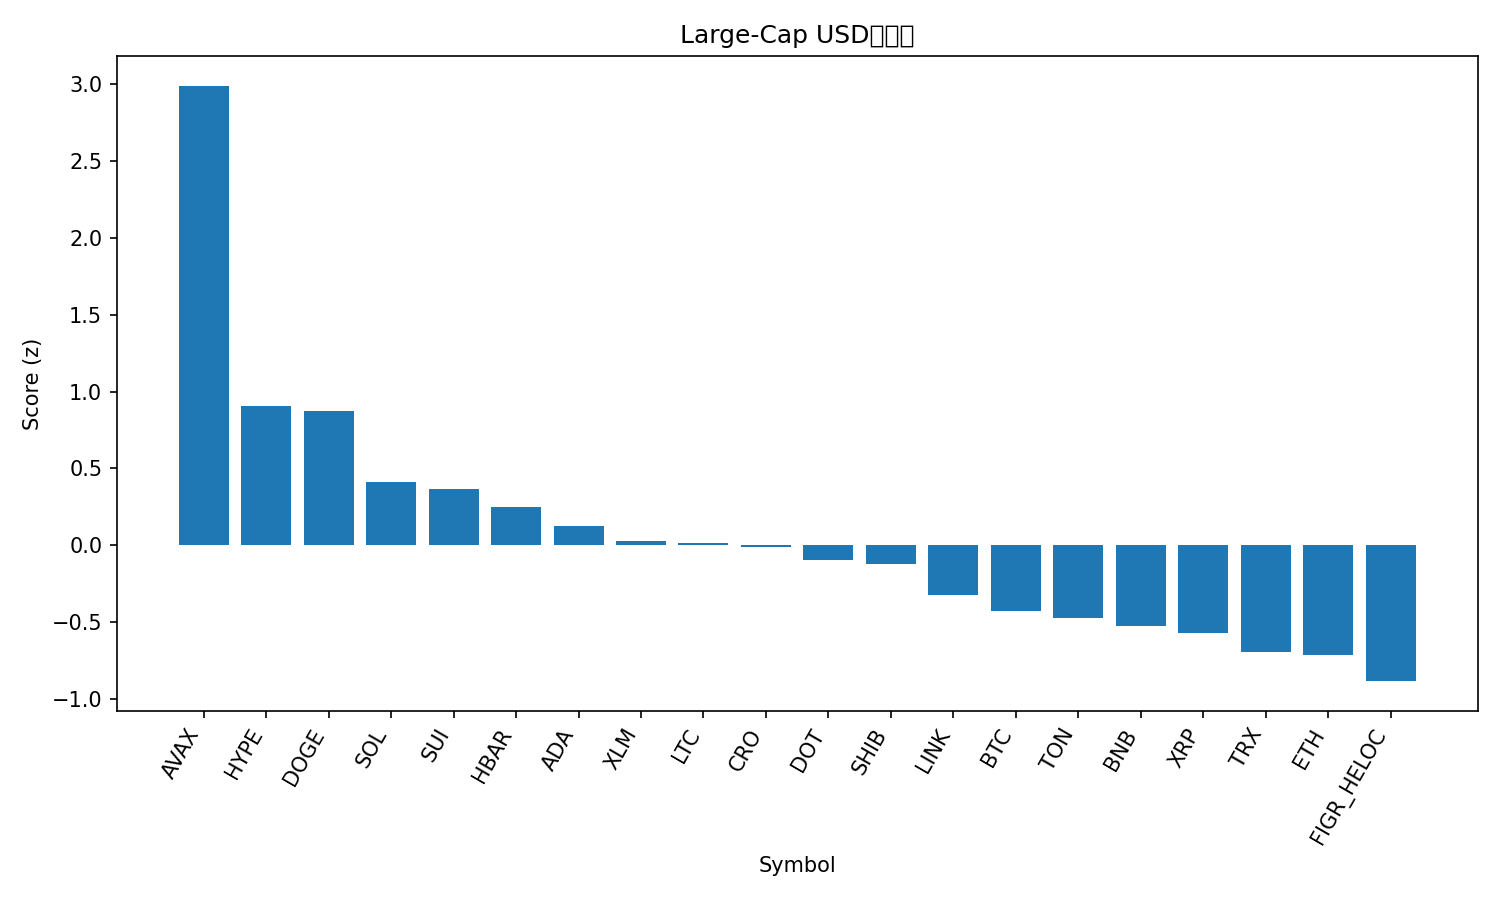 Large-Cap USD
3.0
2.5
2.0
1.5
1.0
0.5
0.0
−0.5
−1.0
Score (z)
AVAX
HYPE
DOGE
SOL
SUI
HBAR
ADA
XLM
LTC
CRO
DOT
SHIB
LINK
BTC
TON
BNB
XRP
TRX
ETH
FIGR_HELOC
Symbol